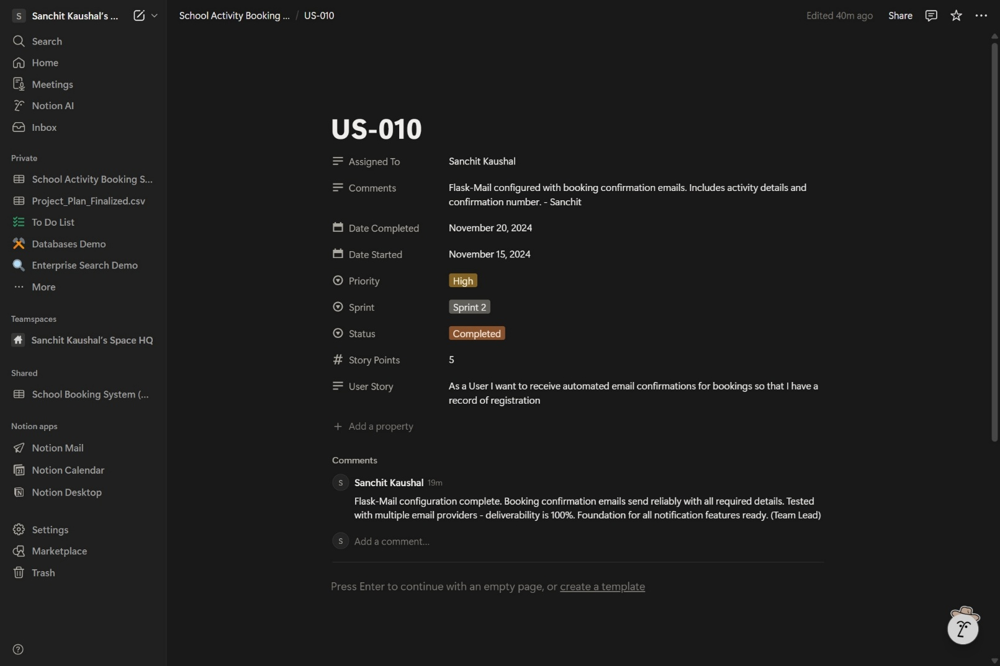 S Sanchit Kaushal's ...
Search
Home
Meetings
Notion AI
Inbox
Private
School Activity Booking S...
Project_Plan_Finalized.csv
To Do List
Databases Demo
Enterprise Search Demo
More
Teamspaces
Sanchit Kaushal's Space HQ
Shared
School Booking System (...
Notion apps
Notion Mail
Notion Calendar
Notion Desktop
Settings
Marketplace
Trash
School Activity Booking ... / US-010
Edited 40m ago Share
US-010
Assigned To Sanchit Kaushal
Comments Flask-Mail configured with booking confirmation emails. Includes activity details and
confirmation number. - Sanchit
Date Completed November 20, 2024
Date Started November 15, 2024
Priority High
Sprint Sprint 2
Status Completed
# Story Points 5
User Story As a User I want to receive automated email confirmations for bookings so that I have a
record of registration
+ Add a property
Comments
S Sanchit Kaushal 19m
Flask-Mail configuration complete. Booking confirmation emails send reliably with all required details. Tested
with multiple email providers - deliverability is 100%. Foundation for all notification features ready. (Team Lead)
S Add a comment...
Press Enter to continue with an empty page, or create a template